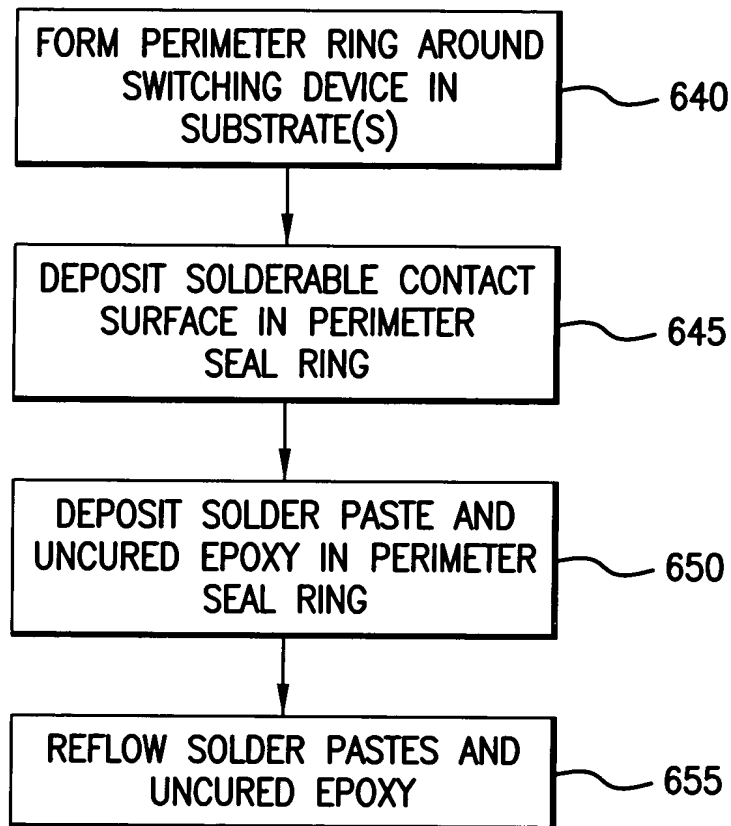 FORM PERIMETER RING AROUND
SWITCHING DEVICE IN
SUBSTRATE(S)
640
DEPOSIT SOLDERABLE CONTACT
SURFACE IN PERIMETER
SEAL RING
645
DEPOSIT SOLDER PASTE AND
UNCURED EPOXY IN PERIMETER
SEAL RING
650
REFLOW SOLDER PASTES AND
UNCURED EPOXY
655